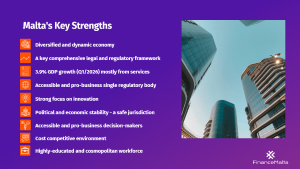 Malta's Key Strengths
Diversified and dynamic economy
A key comprehensive legal and regulatory framework
3.9% GDP growth (Q1/2026) mostly from services
Accessible and pro-business single regulatory body
Strong focus on innovation
Political and economic stability - a safe jurisdiction
Accessible and pro-business decision-makers
Cost competitive environment
Highly-educated and cosmopolitan workforce
FinanceMalta